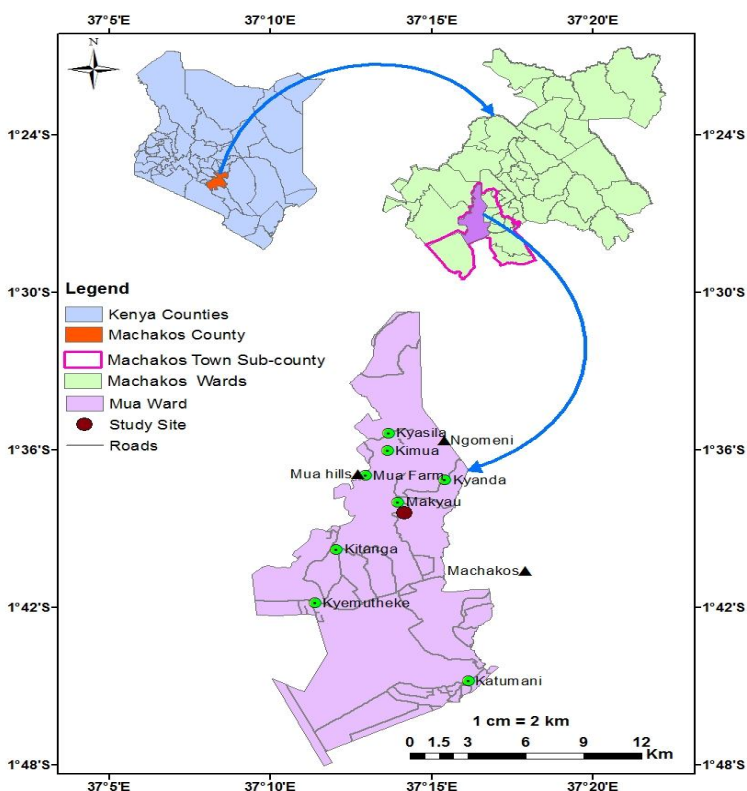 37°5'E 37°10'E 37°15'E 37°20'E
N
1°24'S 1°24'S
1°30'S 1°30'S
Legend
Kenya Counties
Machakos County
Machakos Town Sub-county
Machakos Wards
Mua Ward
Study Site
Roads
Kyasila
Ngomeni
1°36'S 1°36'S
Kimua
Mua hills Mua Farm
Kyanda
Makyau
Kitanga
Machakos
1°42'S 1°42'S
Kyemutheke
Katumani
1 cm = 2 km
0 1.5 3 6 9 12
Km
1°48'S 1°48'S
37°5'E 37°10'E 37°15'E 37°20'E